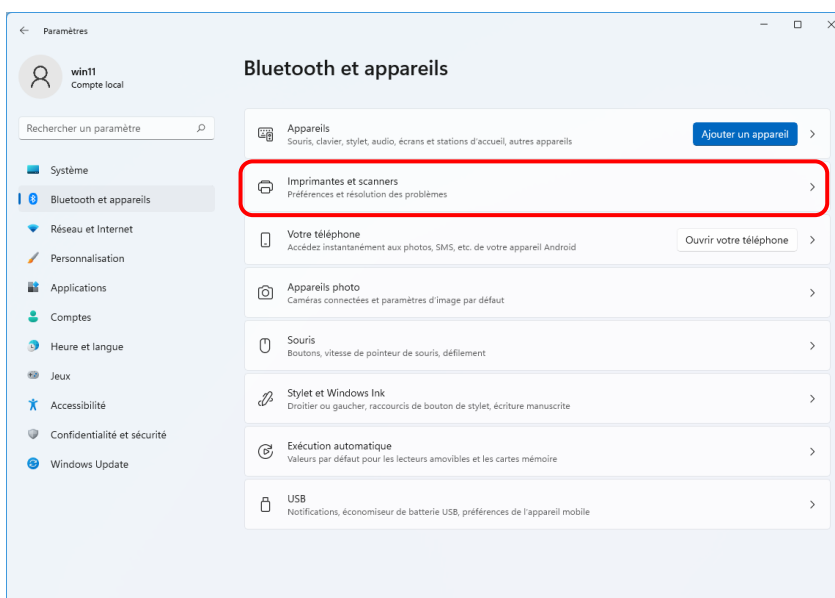 Paramètres
win11
Compte local
Rechercher un paramètre
Système
Bluetooth et appareils
Réseau et Internet
Personnalisation
Applications
Comptes
Heure et langue
Jeux
Accessibilité
Confidentialité et sécurité
Windows Update
Bluetooth et appareils
Appareils
Souris, clavier, stylet, audio, écrans et stations d'accueil, autres appareils
Ajouter un appareil
Imprimantes et scanners
Préférences et résolution des problèmes
Votre téléphone
Accédez instantanément aux photos, SMS, etc. de votre appareil Android
Ouvrir votre téléphone
Appareils photo
Caméras connectées et paramètres d'image par défaut
Souris
Boutons, vitesse de pointeur de souris, défilement
Stylet et Windows Ink
Droitier ou gaucher, raccourcis de bouton de stylet, écriture manuscrite
Exécution automatique
Valeurs par défaut pour les lecteurs amovibles et les cartes mémoire
USB
Notifications, économiseur de batterie USB, préférences de l'appareil mobile